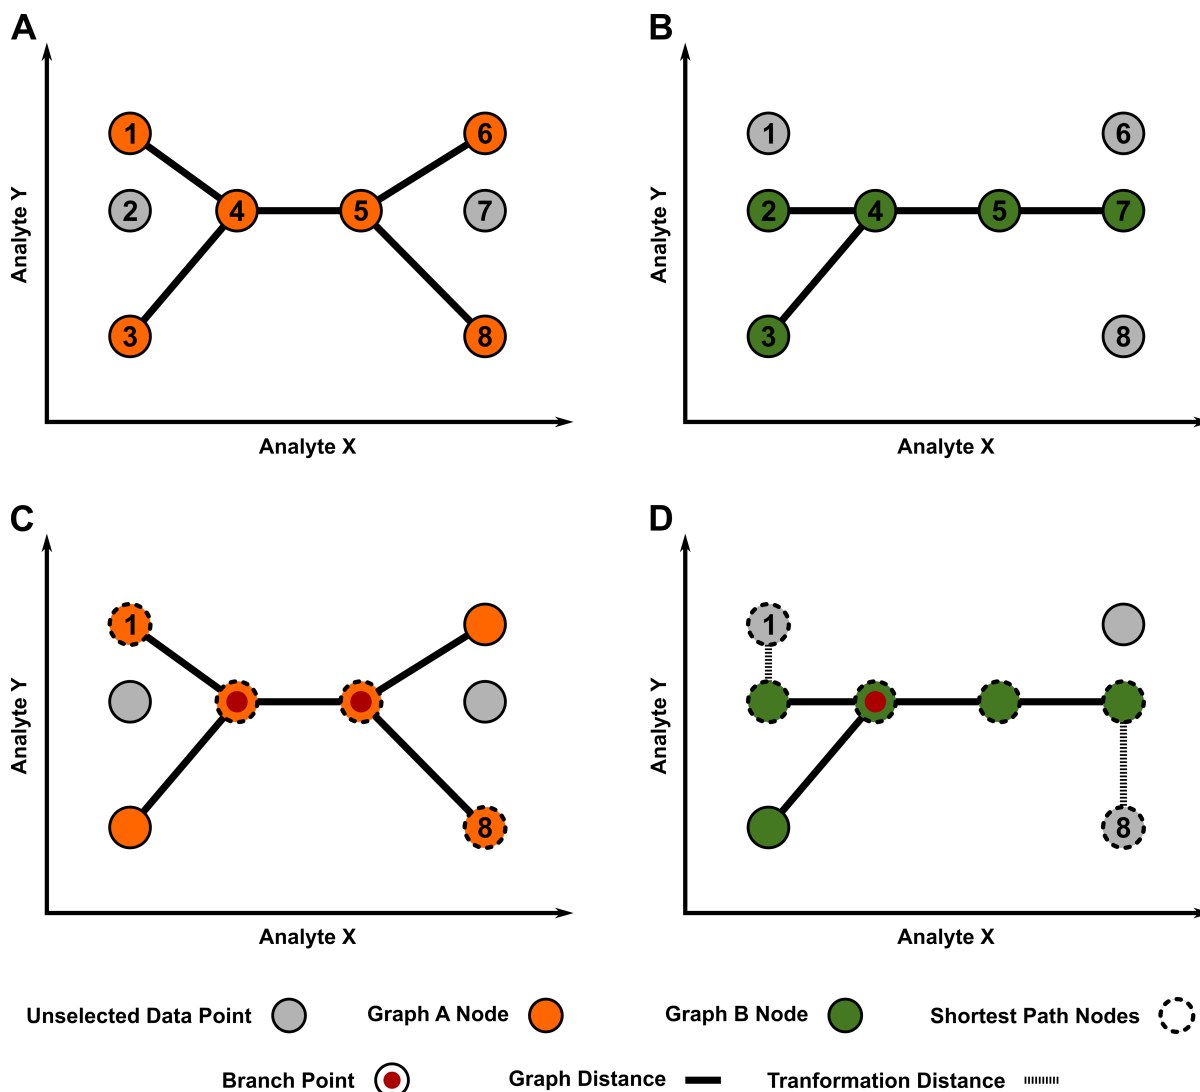 A
B
1
6
2
4
5
7
3
8
Analyte Y
Analyte X
1
6
2
4
5
7
3
8
Analyte Y
Analyte X
C
D
1
8
Analyte Y
Analyte X
1
8
Analyte Y
Analyte X
Unselected Data Point
Graph A Node
Graph B Node
Shortest Path Nodes
Branch Point
Graph Distance
Tranformation Distance